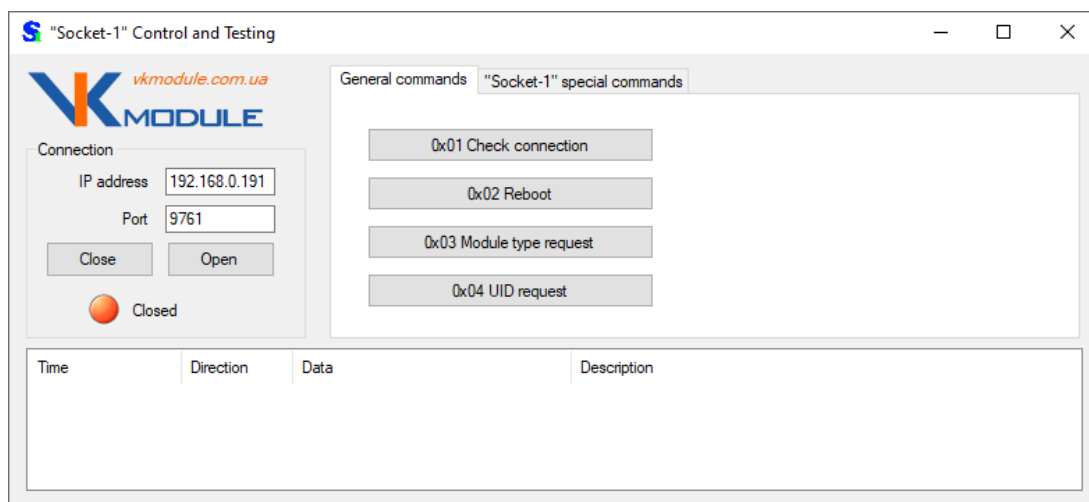 "Socket-1" Control and Testing
vkmodule.com.ua
VK MODULE
General commands
"Socket-1" special commands
Connection
IP address 192.168.0.191
Port 9761
Close Open
Closed
0x01 Check connection
0x02 Reboot
0x03 Module type request
0x04 UID request
Time Direction Data Description